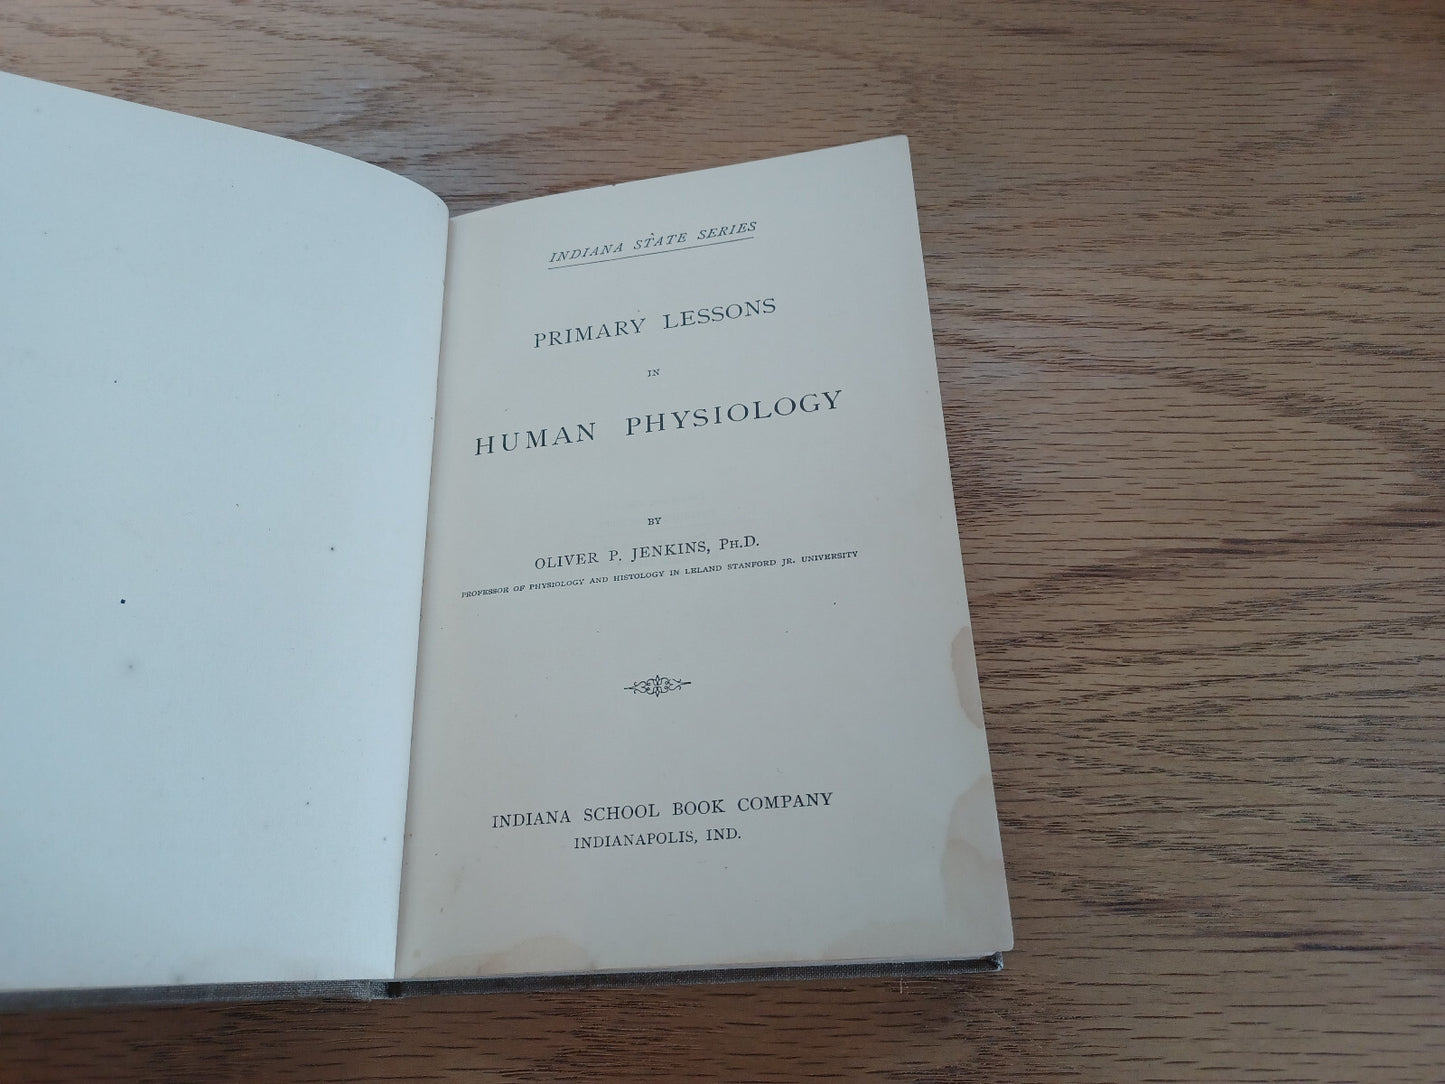 INDIANA STATE SERIES
PRIMARY LESSONS
IN
HUMAN PHYSIOLOGY
BY
OLIVER P. JENKINS, PH.D.
PROFESSOR OF PHYSIOLOGY AND HISTOLOGY IN LELAND STANFORD JR. UNIVERSITY
INDIANA SCHOOL BOOK COMPANY
INDIANAPOLIS, IND.